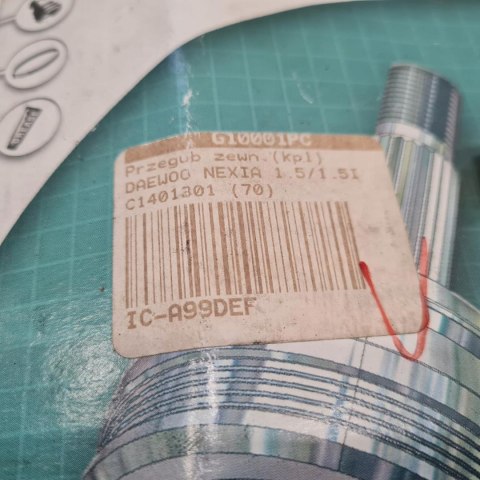 G10001PC
Przegub zewn.(kpl)
DAEWOO NEXIA 1.5/1.5I
C1401301 (70)
IC-A99DEF